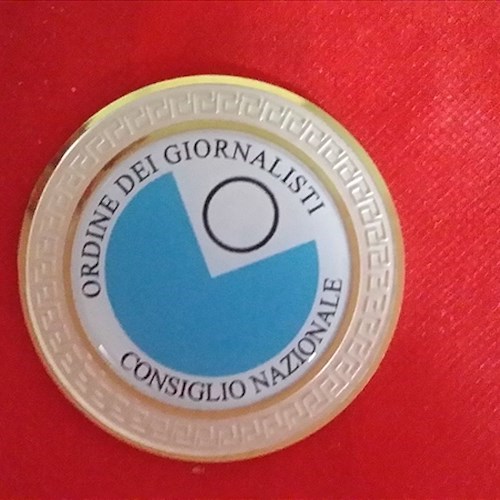 ORDINE DEI GIORNALISTI
CONSIGLIO NAZIONALE